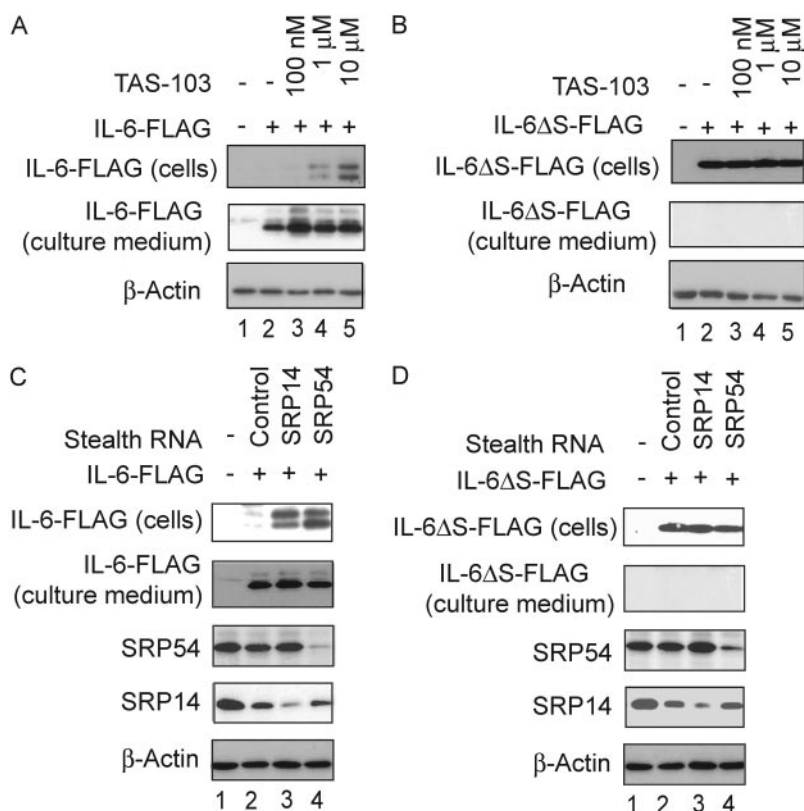 A
100 nM
1 μM
10 μM
TAS-103 - -
IL-6-FLAG - + + + +
IL-6-FLAG (cells)
IL-6-FLAG
(culture medium)
β-Actin
1 2 3 4 5
B
100 nM
1 μM
10 μM
TAS-103 - -
IL-6ΔS-FLAG - + + + +
IL-6ΔS-FLAG (cells)
IL-6ΔS-FLAG
(culture medium)
β-Actin
1 2 3 4 5
C
Control
SRP14
SRP54
Stealth RNA -
IL-6-FLAG - + + +
IL-6-FLAG (cells)
IL-6-FLAG
(culture medium)
SRP54
SRP14
β-Actin
1 2 3 4
D
Control
SRP14
SRP54
Stealth RNA -
IL-6ΔS-FLAG - + + +
IL-6ΔS-FLAG (cells)
IL-6ΔS-FLAG
(culture medium)
SRP54
SRP14
β-Actin
1 2 3 4